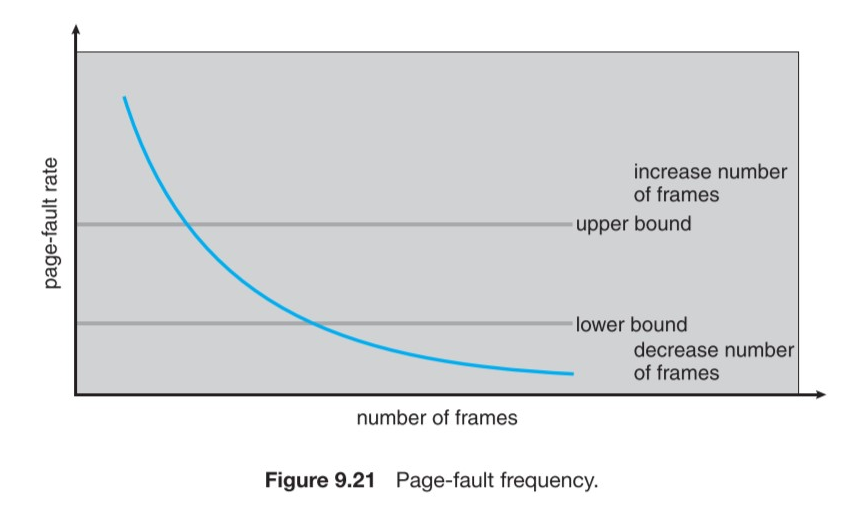 page-fault rate
increase number
of frames
upper bound
lower bound
decrease number
of frames
number of frames
Figure 9.21 Page-fault frequency.